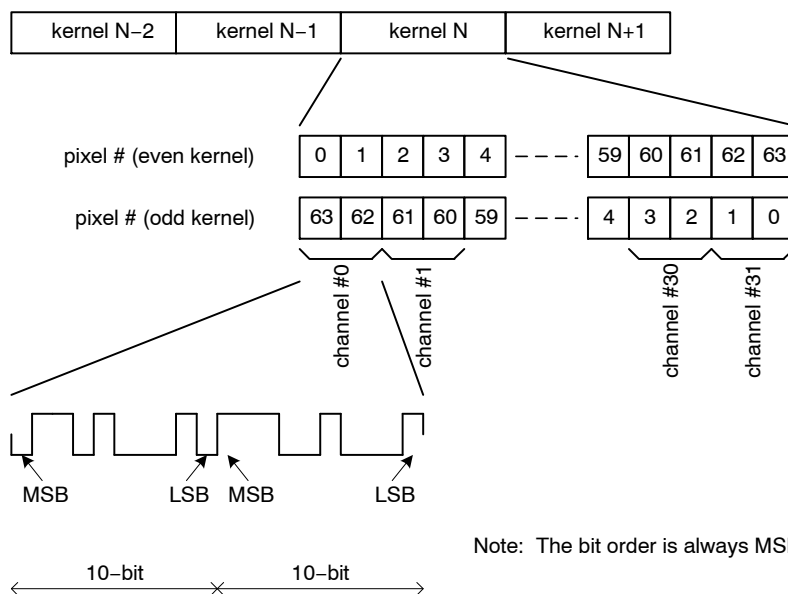 kernel N−2 kernel N−1 kernel N kernel N+1
pixel # (even kernel) 0 1 2 3 4 59 60 61 62 63
pixel # (odd kernel) 63 62 61 60 59 4 3 2 1 0
channel #0 channel #1 channel #30 channel #31
MSB LSB MSB LSB
Note: The bit order is always MSB
10−bit 10−bit